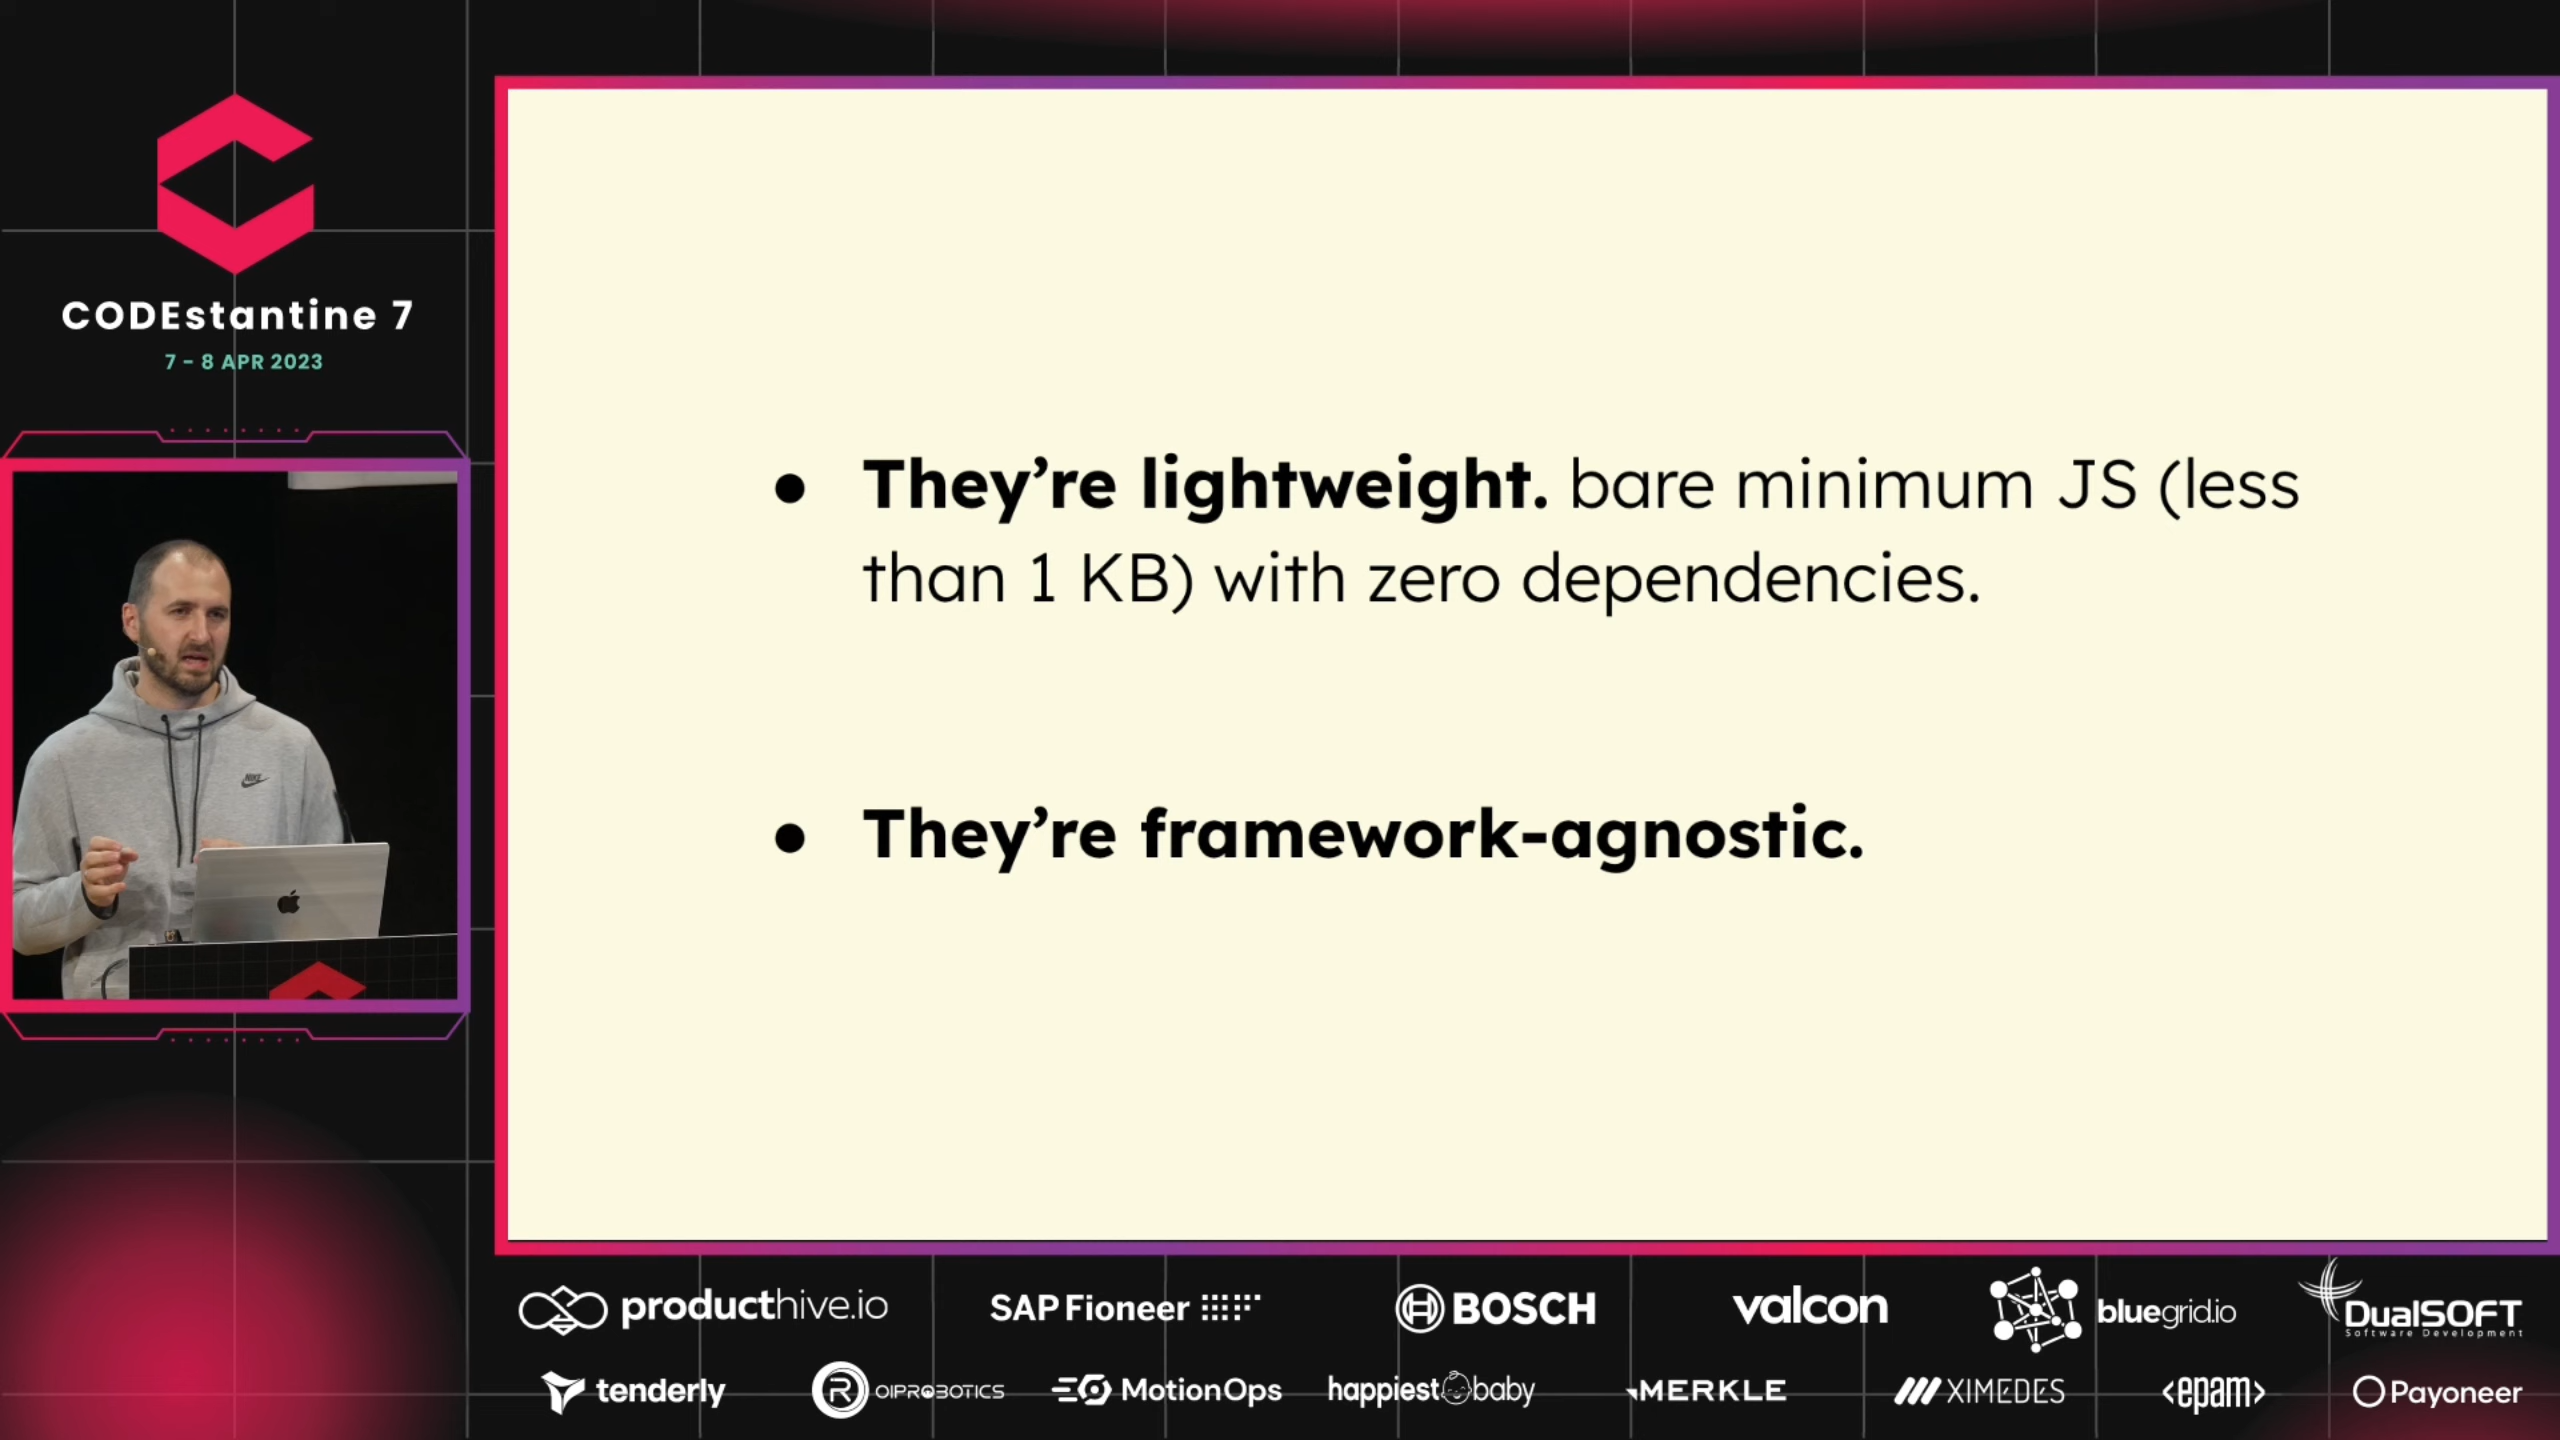 CODEstantine 7
7 - 8 APR 2023
NIKE
● They’re lightweight. bare minimum JS (less
than 1 KB) with zero dependencies.
● They’re framework-agnostic.
producthive.io
SAP Fioneer
BOSCH
valcon
bluegrid.io
DualSOFT
Software Development
tenderly
R
OIPROBOTICS
MotionOps
happiestbaby
MERKLE
XIMEDES
<epam>
Payoneer